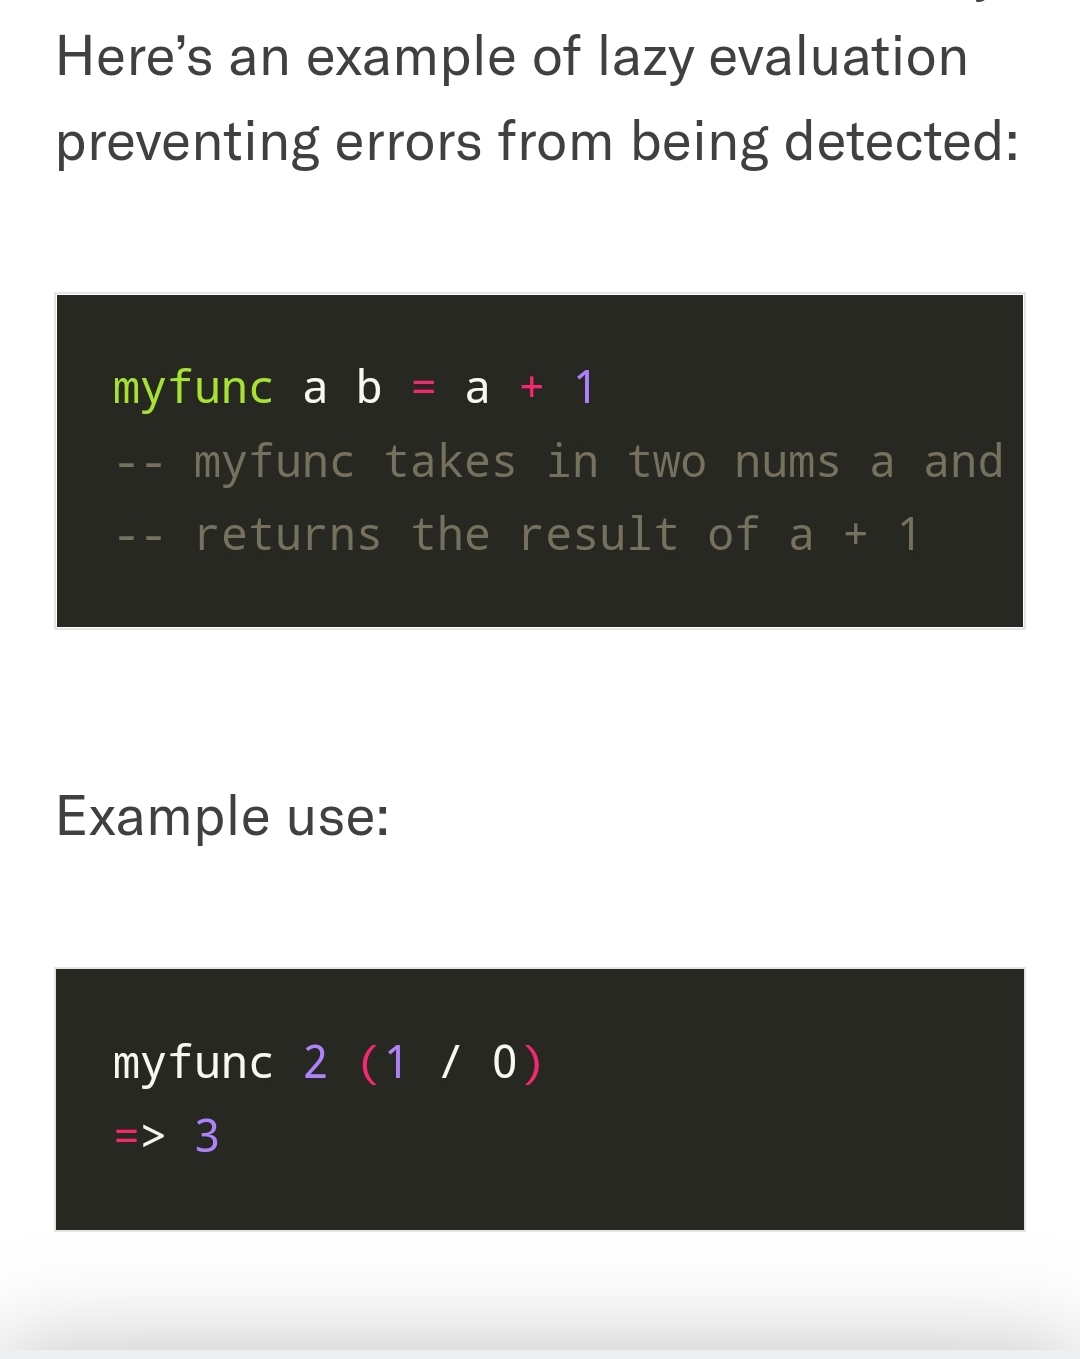 Here’s an example of lazy evaluation
preventing errors from being detected:
myfunc a b = a + 1
-- myfunc takes in two nums a and
-- returns the result of a + 1
Example use:
myfunc 2 (1 / 0)
=> 3